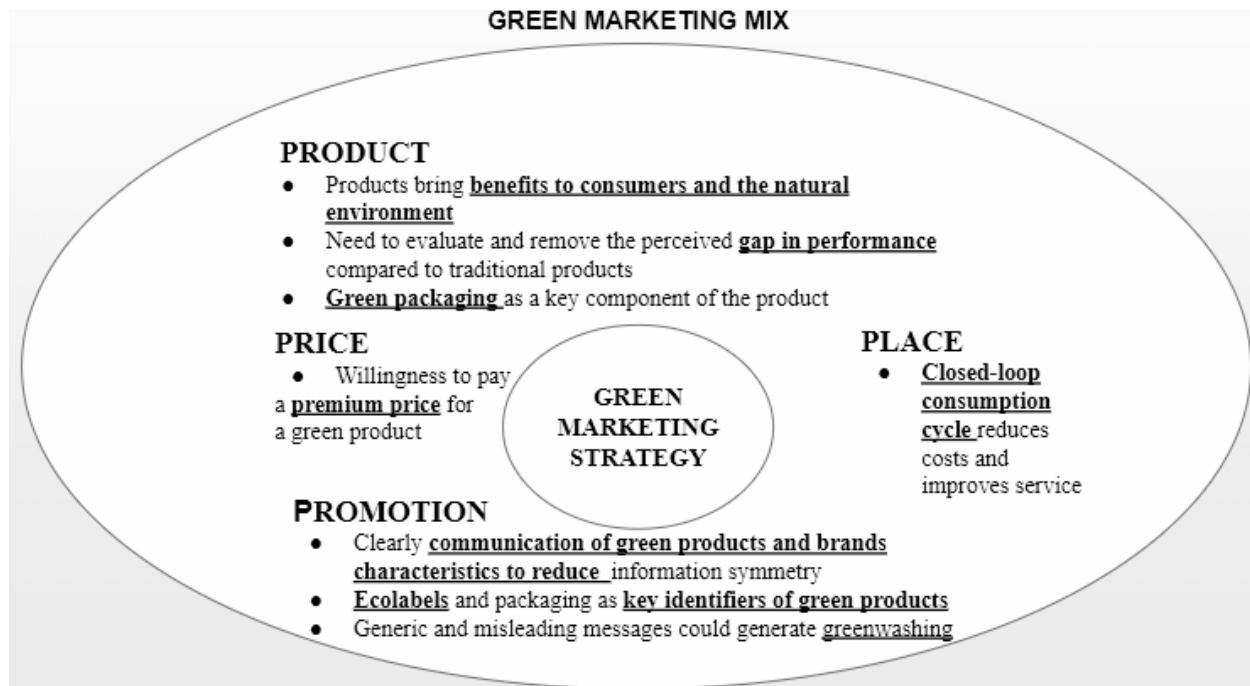 GREEN MARKETING MIX
PRODUCT
● Products bring benefits to consumers and the natural
environment
● Need to evaluate and remove the perceived gap in performance
compared to traditional products
● Green packaging as a key component of the product
PRICE
● Willingness to pay
a premium price for
a green product
GREEN
MARKETING
STRATEGY
PLACE
● Closed-loop
consumption
cycle reduces
costs and
improves service
PROMOTION
● Clearly communication of green products and brands
characteristics to reduce information symmetry
● Ecolabels and packaging as key identifiers of green products
● Generic and misleading messages could generate greenwashing